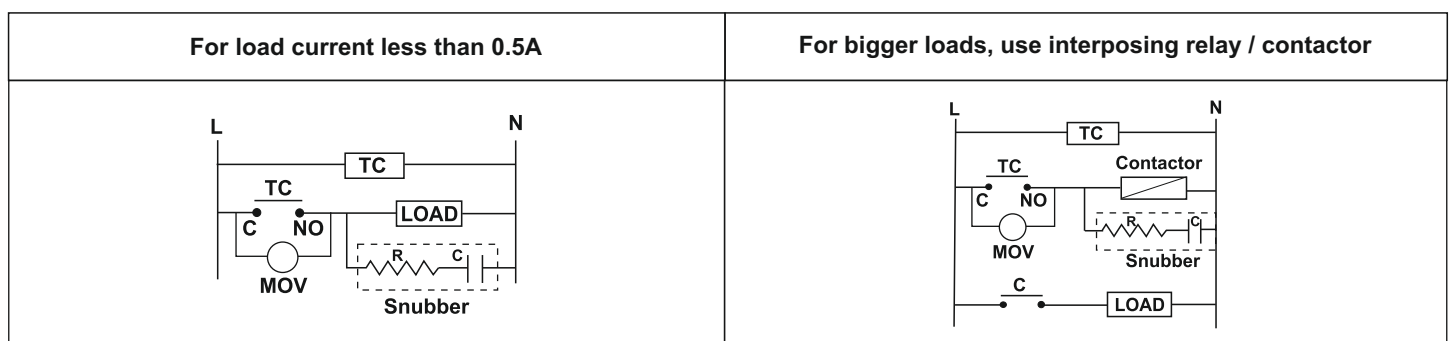 For load current less than 0.5A
For bigger loads, use interposing relay / contactor
L N
TC
TC
C NO
LOAD
MOV
R C
Snubber
L N
TC
TC
Contactor
C NO
R C
MOV
Snubber
C
LOAD